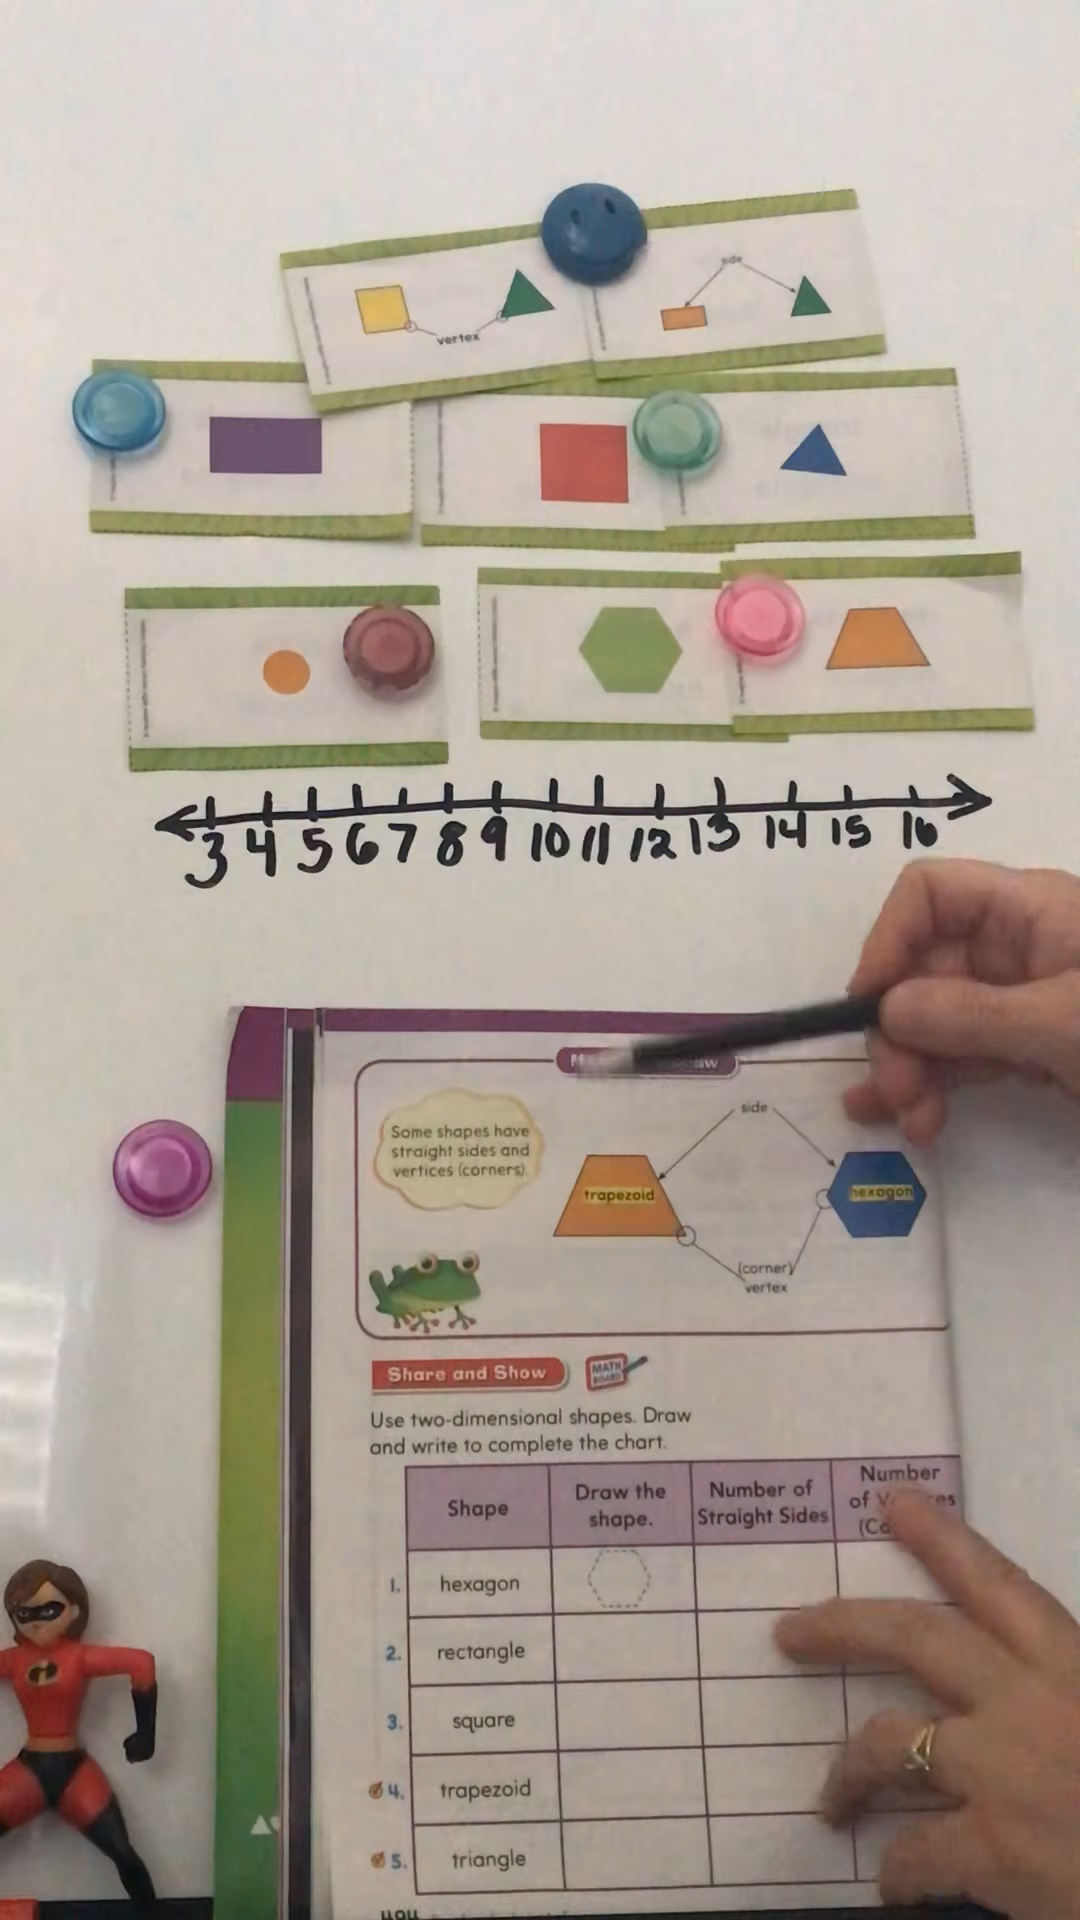 side
vertex
3 4 5 6 7 8 9 10 11 12 13 14 15 16
side
Some shapes have
straight sides and
vertices (corners).
trapezoid
hexagon
(corner)
vertex
Share and Show
MATH
BOARD
Use two-dimensional shapes. Draw
and write to complete the chart.
Shape
Draw the
shape.
Number of
Straight Sides
Number
of
1. hexagon
2. rectangle
3. square
4. trapezoid
5. triangle